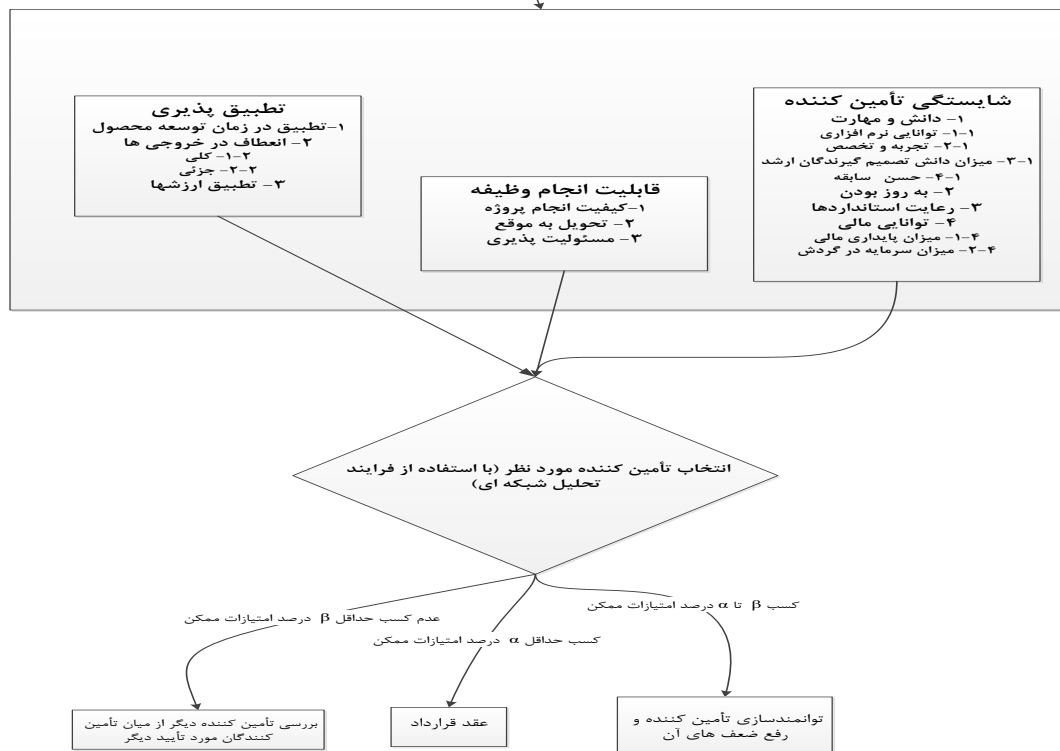 شایستگی تأمین کننده
۱- دانش و مهارت
۱-۱- توانایی نرم افزاری
۱-۲- تجربه و تخصص
۱-۳- میزان دانش تصمیم گیرندگان ارشد
۱-۴- حسن سابقه
۲- به روز بودن
۳- رعایت استانداردها
۴- توانایی مالی
۴-۱- میزان پایداری مالی
۴-۲- میزان سرمایه در گردش
قابلیت انجام وظیفه
۱-کیفیت انجام پروژه
۲- تحویل به موقع
۳- مسئولیت پذیری
تطبیق پذیری
۱-تطبیق در زمان توسعه محصول
۲- انعطاف در خروجی ها
۲-۱- کلی
۲-۲- جزئی
۳- تطبیق ارزشها
انتخاب تأمین کننده مورد نظر (با استفاده از فرایند
تحلیل شبکه ای)
کسب β تا α درصد امتیازات ممکن
کسب حداقل α درصد امتیازات ممکن
عدم کسب حداقل β درصد امتیازات ممکن
توانمندسازی تأمین کننده و
رفع ضعف های آن
عقد قرارداد
بررسی تأمین کننده دیگر از میان تأمین
کنندگان مورد تأیید دیگر